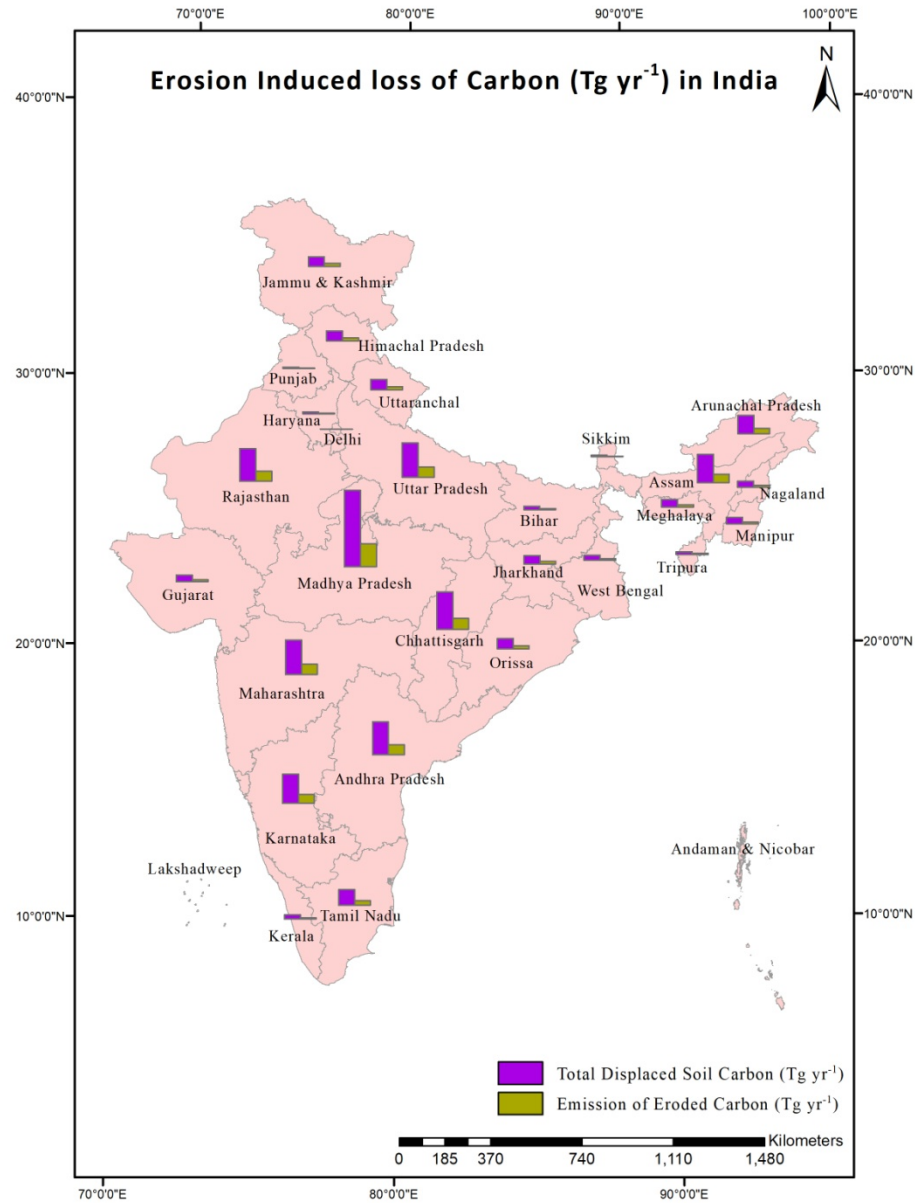 70°0'0"E 80°0'0"E 90°0'0"E 100°0'0"E
Erosion Induced loss of Carbon (Tg yr⁻¹) in India
N
40°0'0"N
40°0'0"N
Jammu & Kashmir
Himachal Pradesh
30°0'0"N
30°0'0"N
Punjab
Uttaranchal
Arunachal Pradesh
Haryana
Delhi
Sikkim
Assam
Rajasthan
Uttar Pradesh
Nagaland
Bihar
Meghalaya
Manipur
Madhya Pradesh
Jharkhand
Tripura
Gujarat
West Bengal
20°0'0"N
20°0'0"N
Chhattisgarh
Orissa
Maharashtra
Andhra Pradesh
Karnataka
Andaman & Nicobar
Lakshadweep
10°0'0"N
10°0'0"N
Tamil Nadu
Kerala
Total Displaced Soil Carbon (Tg yr⁻¹)
Emission of Eroded Carbon (Tg yr⁻¹)
Kilometers
0 185 370 740 1,110 1,480
70°0'0"E 80°0'0"E 90°0'0"E